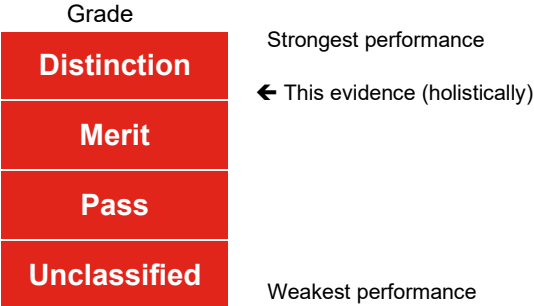 Grade
Strongest performance
Distinction
🡸 This evidence (holistically)
Merit
Pass
Unclassified
Weakest performance